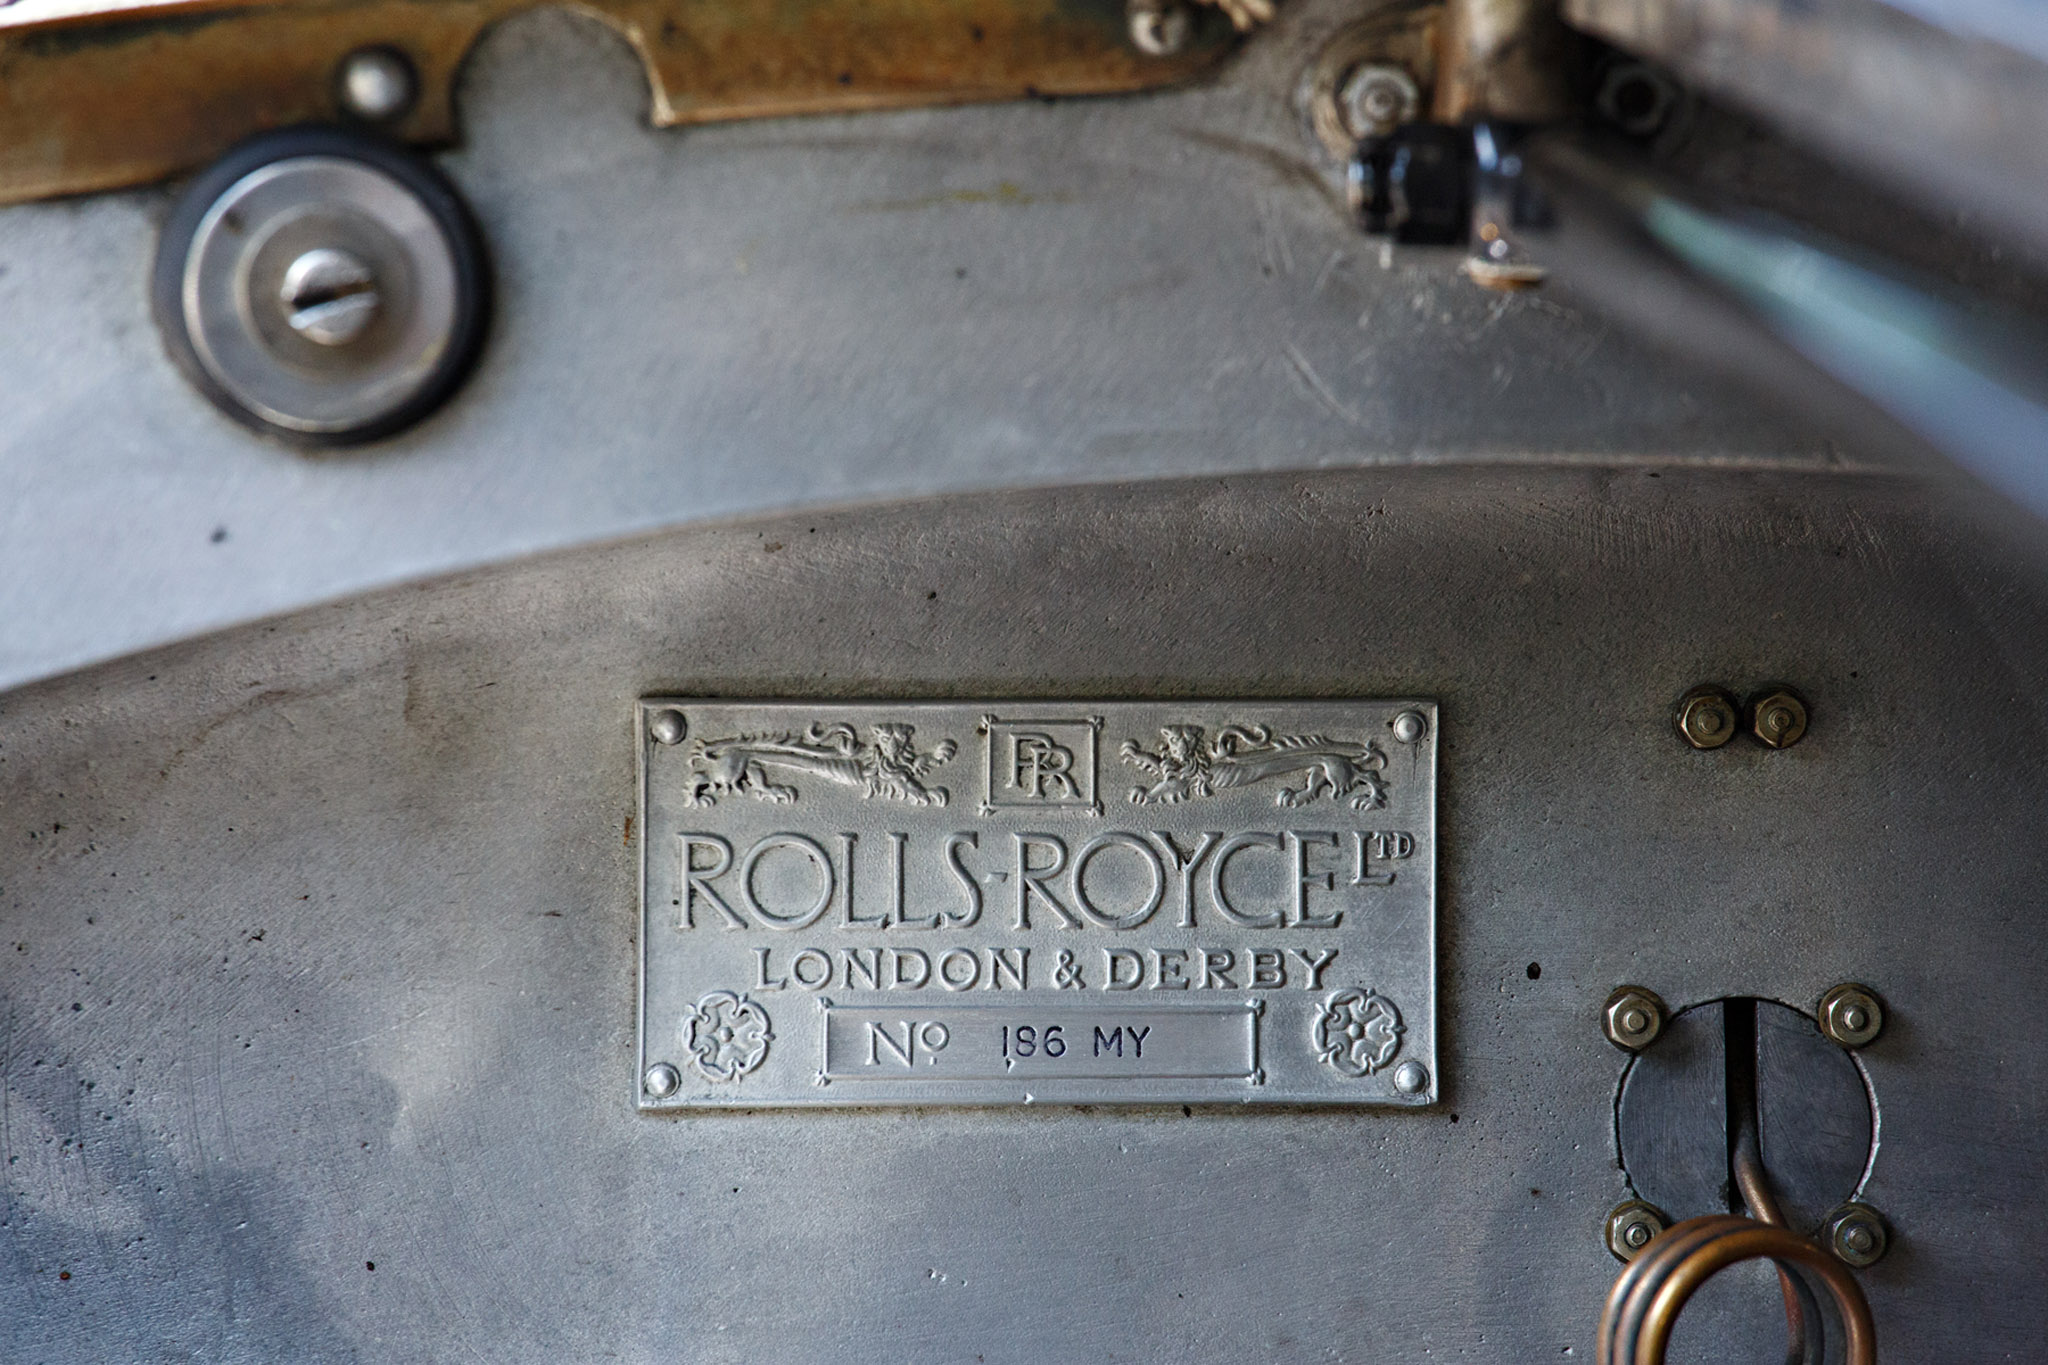 RR
ROLLS-ROYCE LTD
LONDON & DERBY
No 186 MY